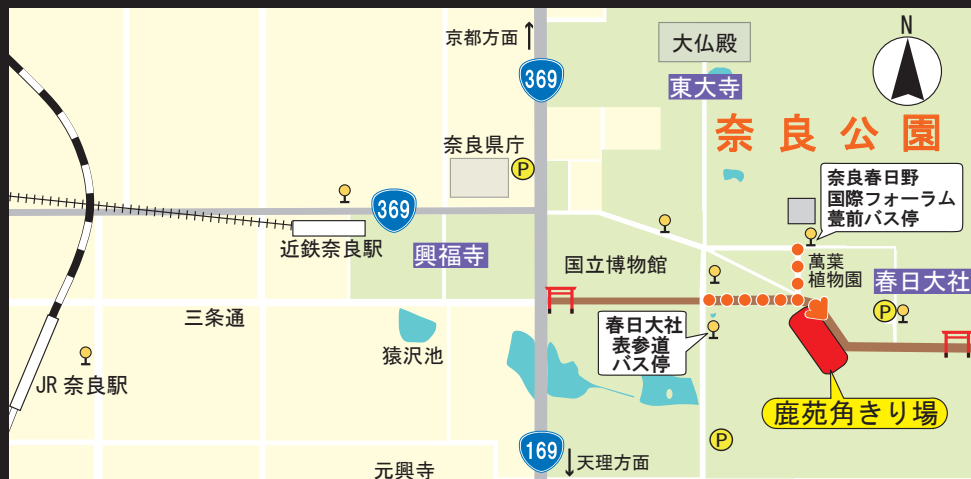 京都方面
369
大仏殿
東大寺
N
奈良公園
奈良県庁
P
奈良春日野
国際フォーラム
甍前バス停
369
近鉄奈良駅
興福寺
国立博物館
萬葉
植物園
春日大社
P
三条通
猿沢池
春日大社
表参道
バス停
JR 奈良駅
鹿苑角きり場
P
169
天理方面
元興寺